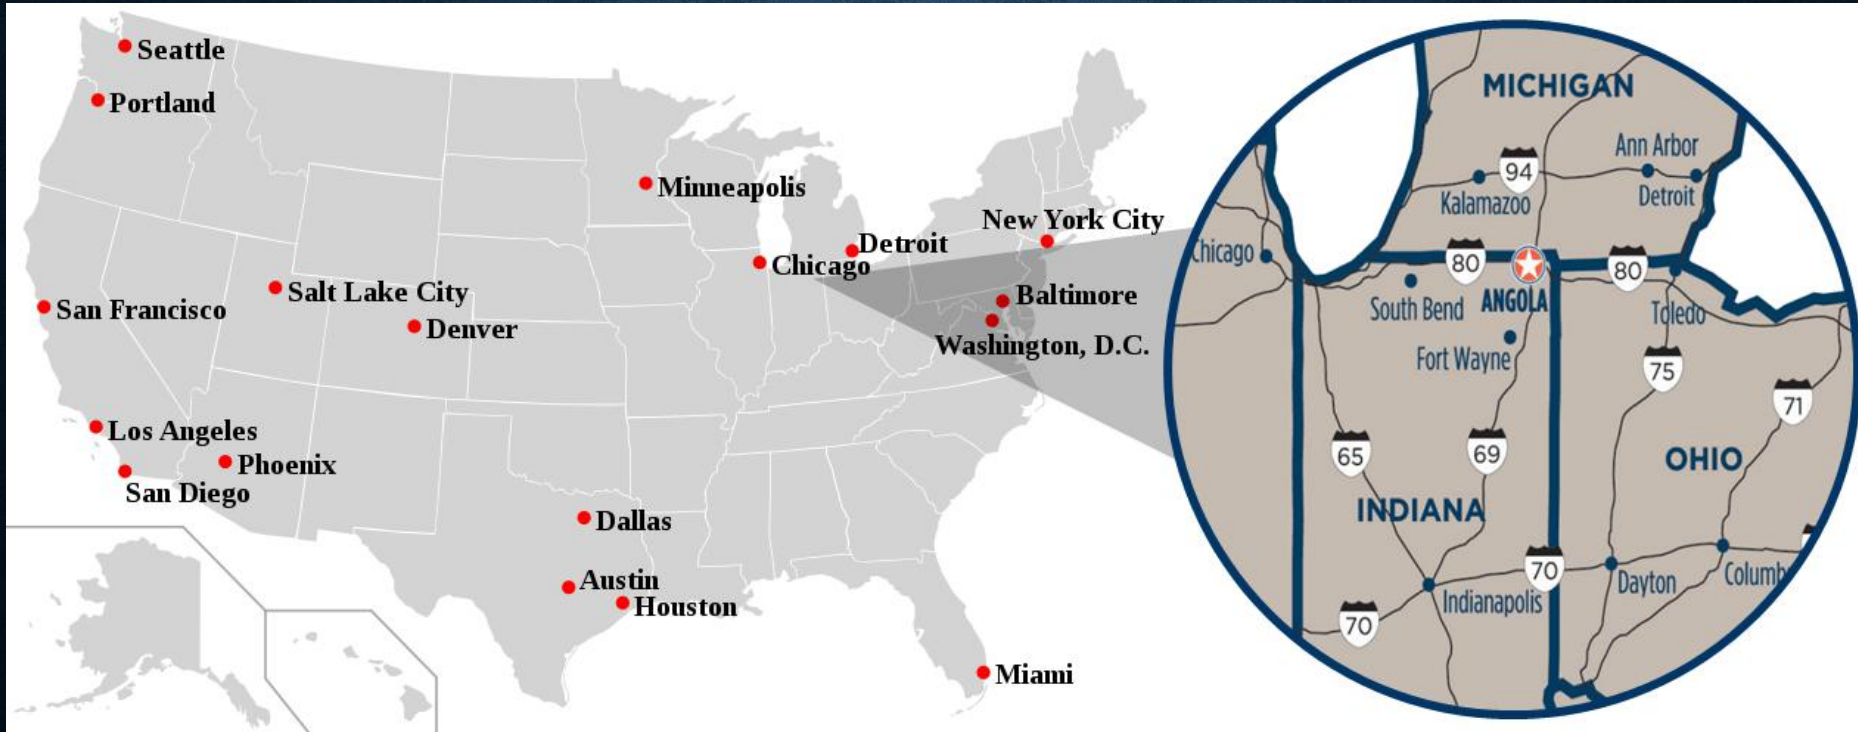 Seattle
Portland
Minneapolis
New York City
Detroit
Chicago
Salt Lake City
Baltimore
San Francisco
Denver
Washington, D.C.
Los Angeles
Phoenix
San Diego
Dallas
Austin
Houston
Miami
MICHIGAN
Ann Arbor
94
Kalamazoo
Detroit
Chicago
80
80
South Bend
ANGOLA
Toledo
Fort Wayne
75
71
65
69
OHIO
INDIANA
70
Dayton
Columb
Indianapolis
70